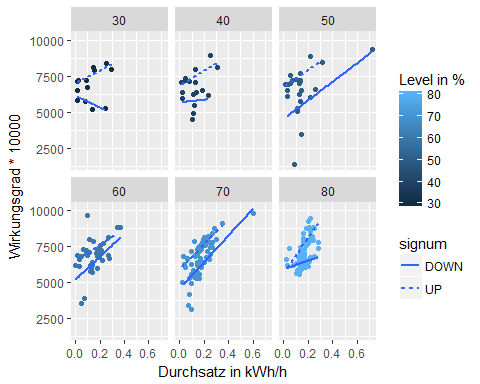 30 40 50
10000
7500
5000
2500
60 70 80
10000
7500
5000
2500
0.0 0.2 0.4 0.6 0.0 0.2 0.4 0.6 0.0 0.2 0.4 0.6
Durchsatz in kWh/h
Wirkungsgrad * 10000
Level in %
80
70
60
50
40
30
signum
DOWN
UP